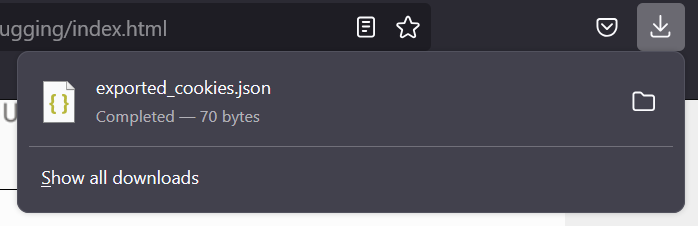 ugging/index.html
exported_cookies.json
Completed — 70 bytes
Show all downloads